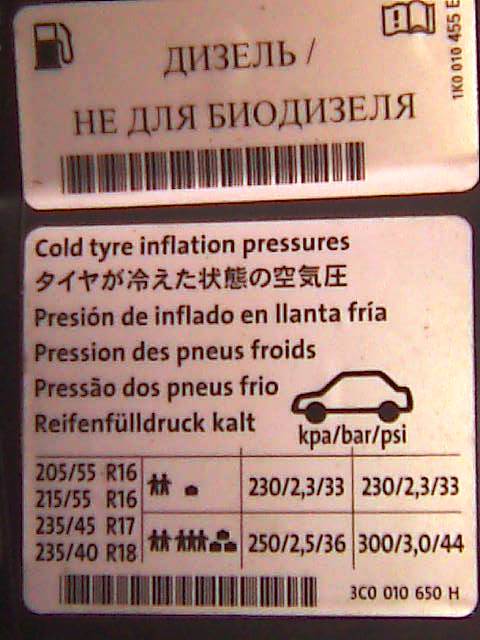 ДИЗЕЛЬ /
НЕ ДЛЯ БИОДИЗЕЛЯ
1K0 010 455 E
Cold tyre inflation pressures
タイヤが冷えた状態の空気圧
Presión de inflado en llanta fría
Pression des pneus froids
Pressão dos pneus frio
Reifenfülldruck kalt
kpa/bar/psi
205/55 R16
215/55 R16
230/2,3/33 230/2,3/33
235/45 R17
235/40 R18
250/2,5/36 300/3,0/44
3C0 010 650 H